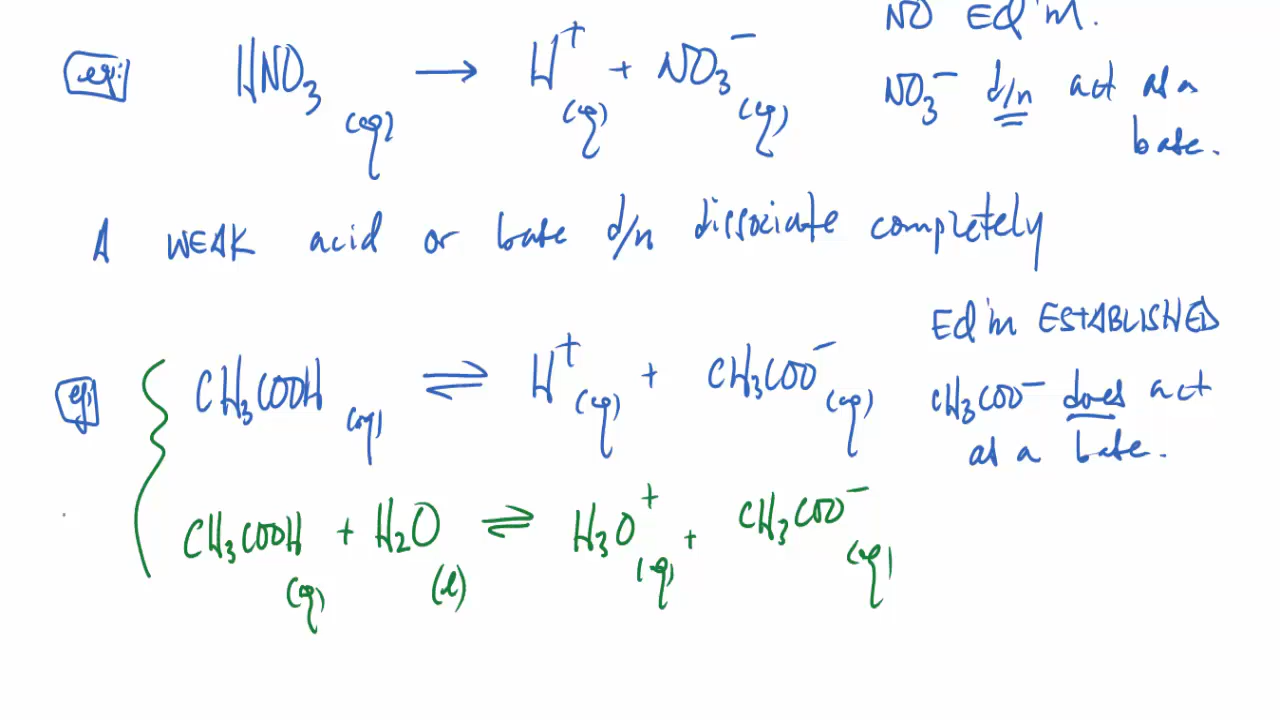 NO EQ'M.
eg: HNO₃ (aq) → H⁺ (aq) + NO₃⁻ (aq)
NO₃⁻ d/n act as a
base.
A WEAK acid or base d/n dissociate completely
EQ'm ESTABLISHED
eg: CH₃COOH (aq) ⇌ H⁺ (aq) + CH₃COO⁻ (aq)
CH₃COO⁻ does act
as a base.
CH₃COOH (aq) + H₂O (l) ⇌ H₃O⁺ (aq) + CH₃COO⁻ (aq)